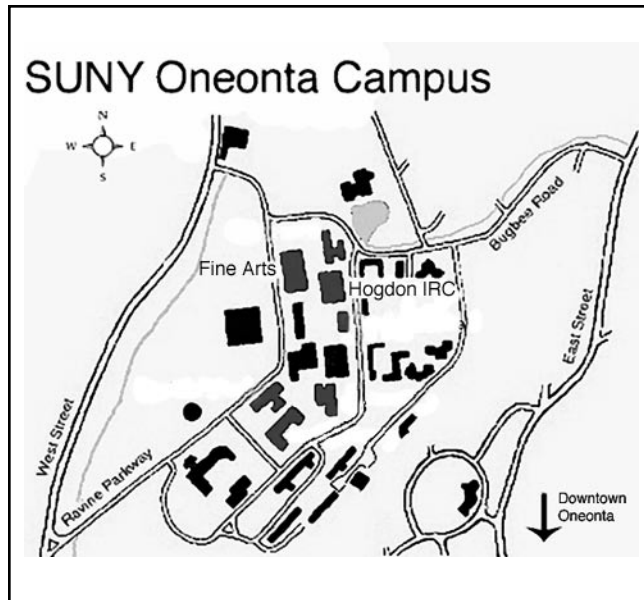 SUNY Oneonta Campus
N
W E
S
Bugbee Road
Fine Arts
Hogdon IRC
East Street
West Street
Ravine Parkway
Downtown
Oneonta